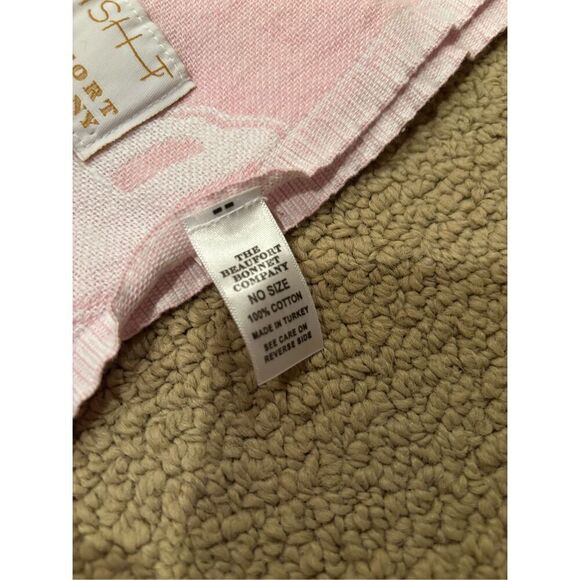 THE
BEAUFORT
BONNET
COMPANY
NO SIZE
100% COTTON
MADE IN TURKEY
SEE CARE ON
REVERSE SIDE